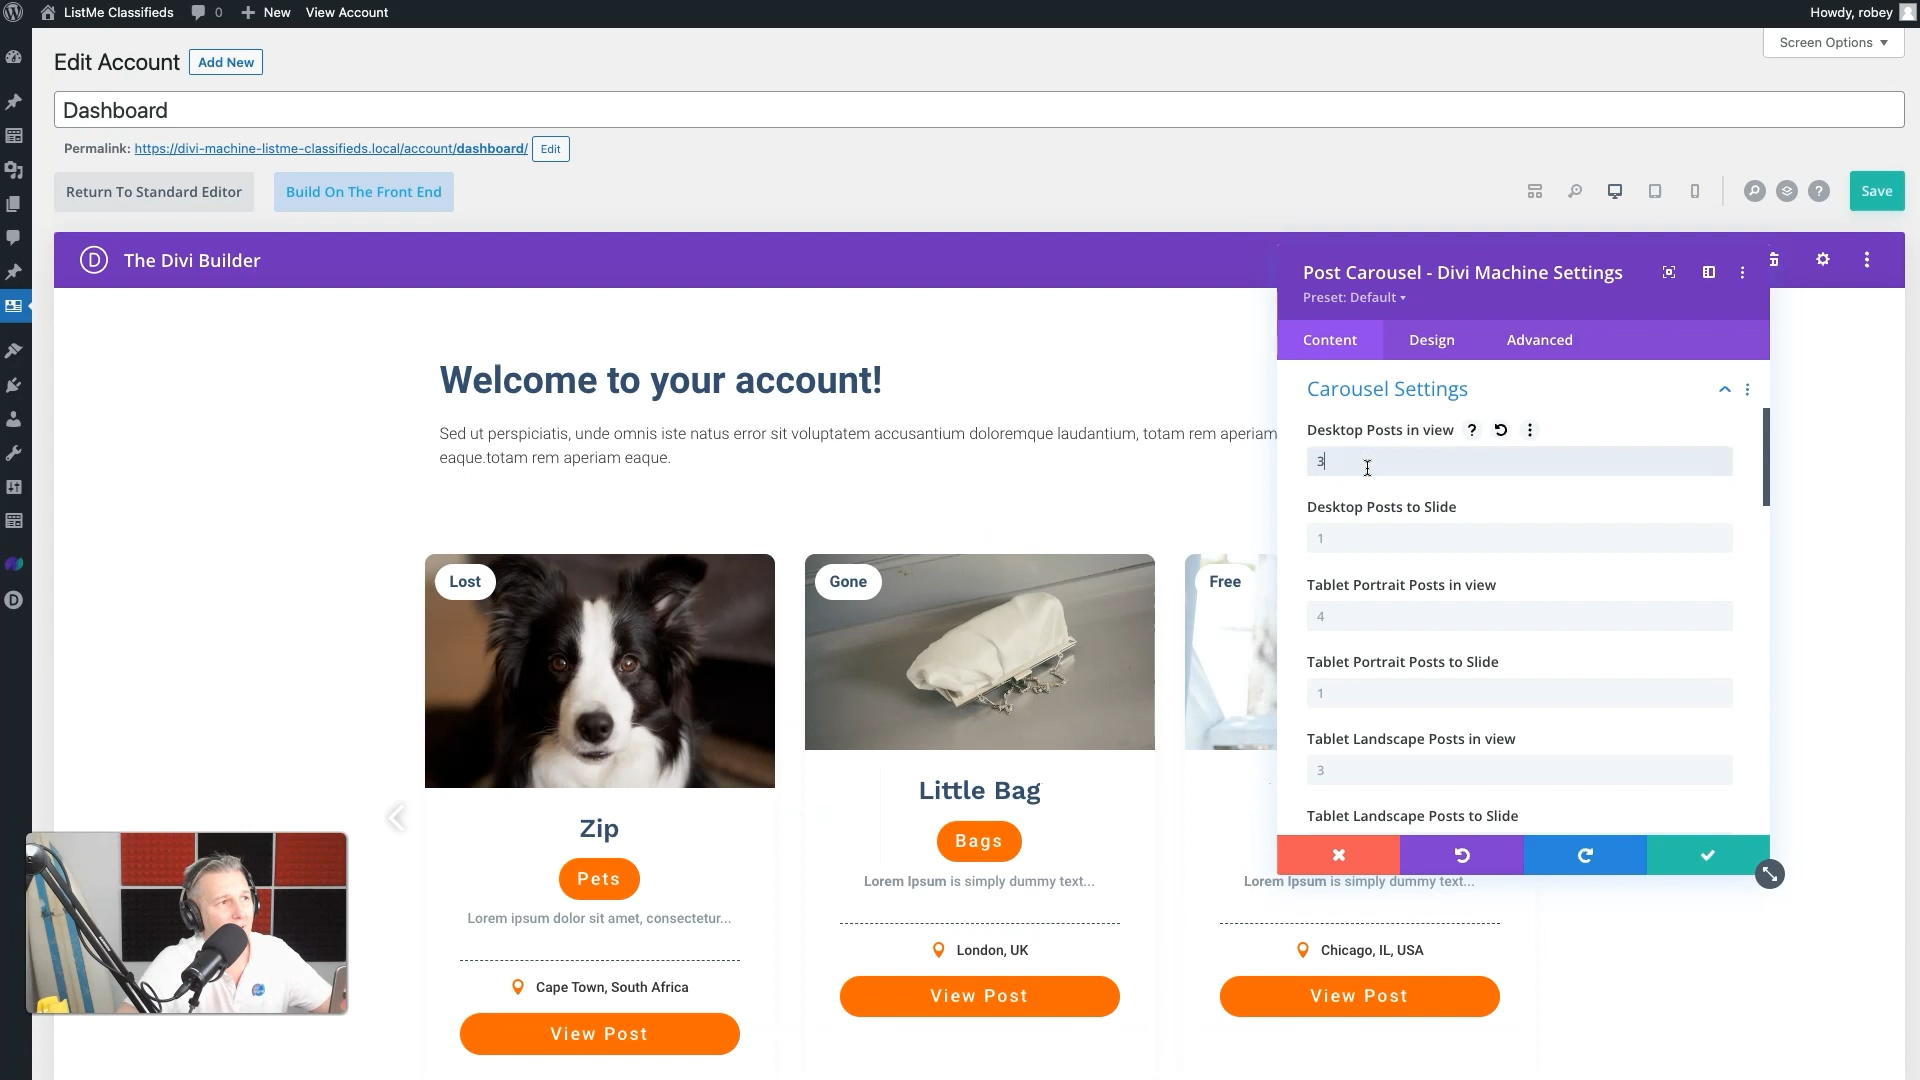 ListMe Classifieds 0 New View Account Howdy, robey
Screen Options
Edit Account Add New
Dashboard
Permalink: https://divi-machine-listme-classifieds.local/account/dashboard/ Edit
Return To Standard Editor Build On The Front End ? Save
D The Divi Builder
Post Carousel - Divi Machine Settings
Preset: Default
Content Design Advanced
Carousel Settings
Desktop Posts in view ?
3
Desktop Posts to Slide
1
Tablet Portrait Posts in view
4
Tablet Portrait Posts to Slide
1
Tablet Landscape Posts in view
3
Tablet Landscape Posts to Slide
Welcome to your account!
Sed ut perspiciatis, unde omnis iste natus error sit voluptatem accusantium doloremque laudantium, totam rem aperiam
eaque.totam rem aperiam eaque.
Lost
Zip
Pets
Lorem ipsum dolor sit amet, consectetur...
Cape Town, South Africa
View Post
Gone
Little Bag
Bags
Lorem Ipsum is simply dummy text...
London, UK
View Post
Free
Lorem Ipsum is simply dummy text...
Chicago, IL, USA
View Post